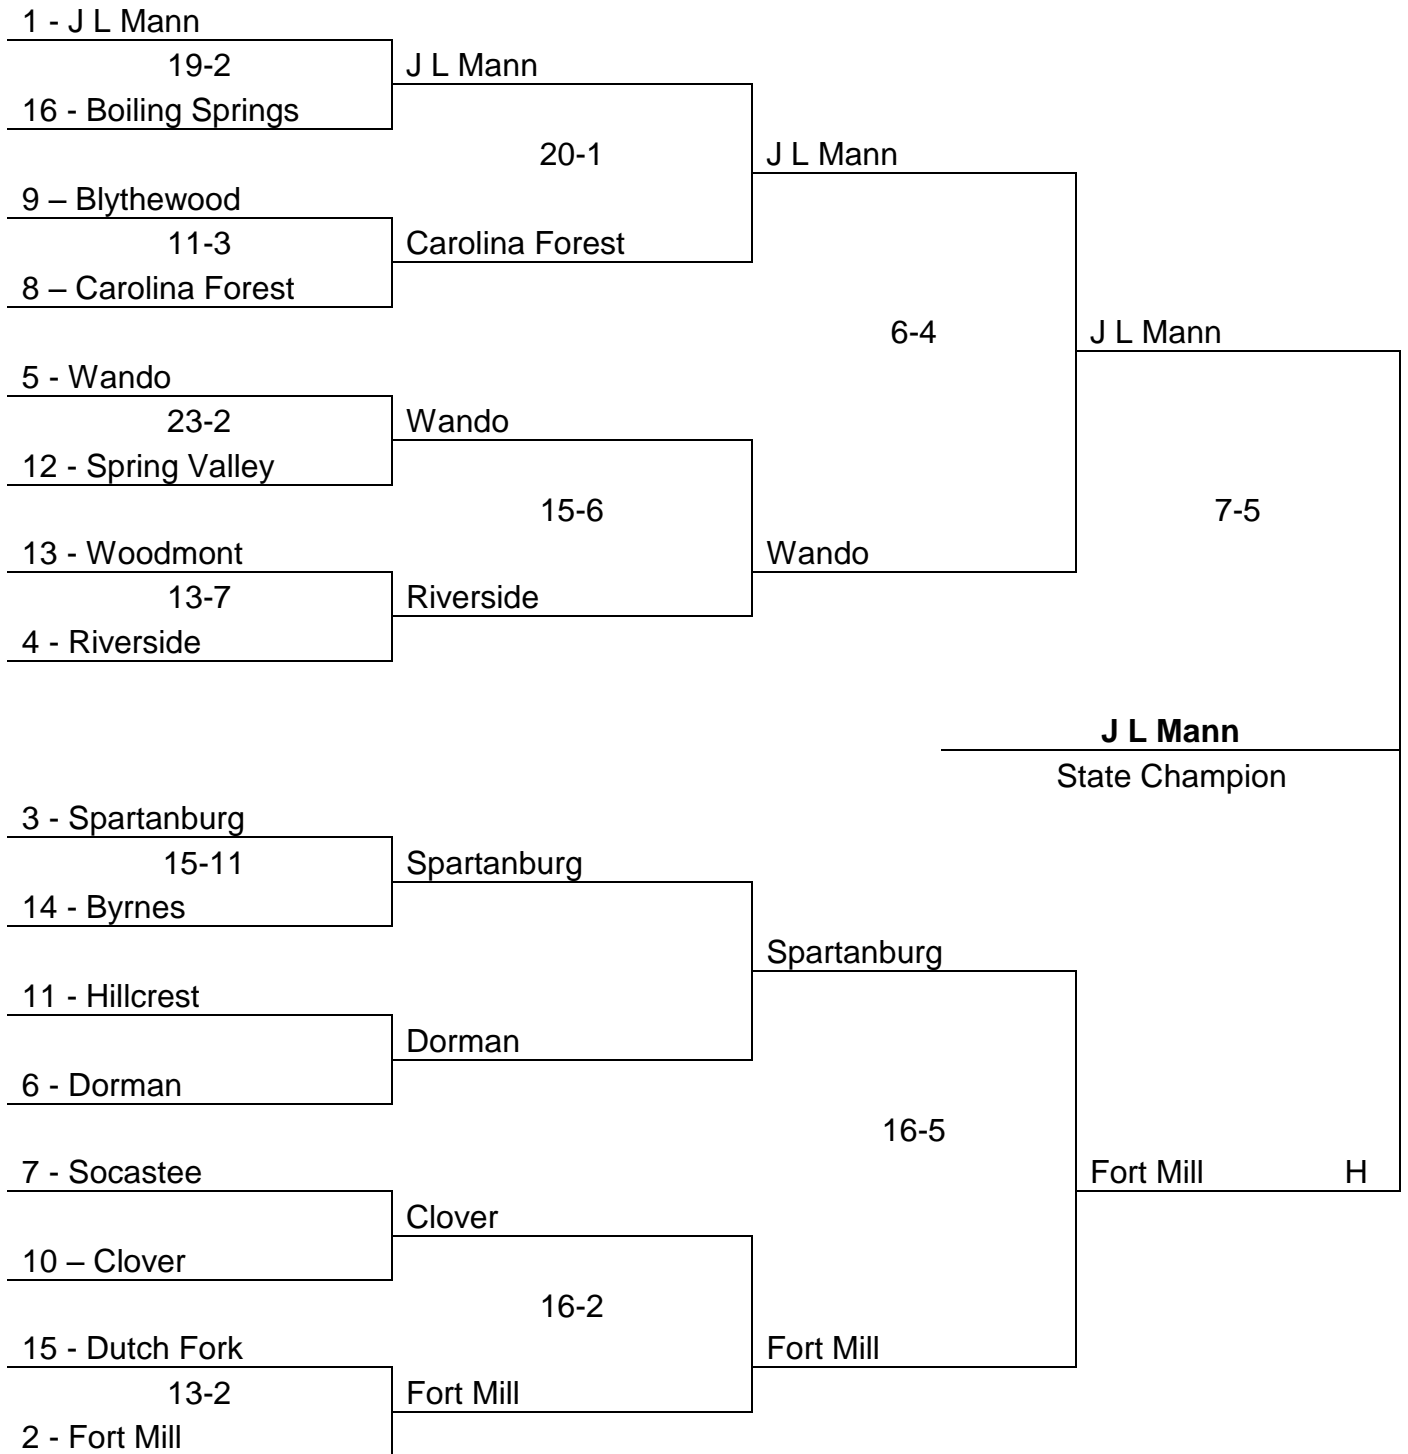 1 - J L Mann
19-2
J L Mann
16 - Boiling Springs
20-1
J L Mann
9 – Blythewood
11-3
Carolina Forest
8 – Carolina Forest
6-4
J L Mann
5 - Wando
23-2
Wando
12 - Spring Valley
15-6
7-5
13 - Woodmont
Wando
13-7
Riverside
4 - Riverside
J L Mann
State Champion
3 - Spartanburg
15-11
Spartanburg
14 - Byrnes
Spartanburg
11 - Hillcrest
Dorman
6 - Dorman
16-5
7 - Socastee
Fort Mill H
Clover
10 – Clover
16-2
15 - Dutch Fork
Fort Mill
13-2
Fort Mill
2 - Fort Mill